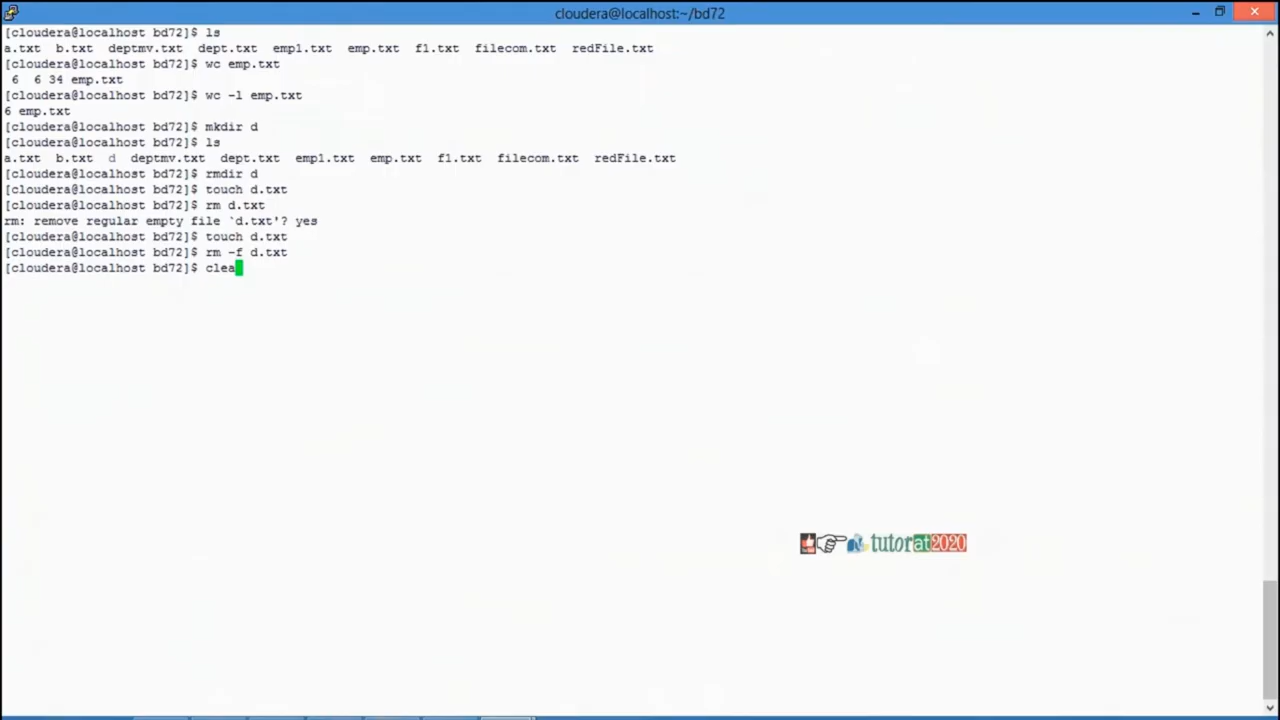 cloudera@localhost:~/bd72
[cloudera@localhost bd72]$ ls
a.txt  b.txt  deptmv.txt  dept.txt  emp1.txt  emp.txt  f1.txt  filecom.txt  redFile.txt
[cloudera@localhost bd72]$ wc emp.txt
 6  6 34 emp.txt
[cloudera@localhost bd72]$ wc -l emp.txt
6 emp.txt
[cloudera@localhost bd72]$ mkdir d
[cloudera@localhost bd72]$ ls
a.txt  b.txt  d  deptmv.txt  dept.txt  emp1.txt  emp.txt  f1.txt  filecom.txt  redFile.txt
[cloudera@localhost bd72]$ rmdir d
[cloudera@localhost bd72]$ touch d.txt
[cloudera@localhost bd72]$ rm d.txt
rm: remove regular empty file `d.txt'? yes
[cloudera@localhost bd72]$ touch d.txt
[cloudera@localhost bd72]$ rm -f d.txt
[cloudera@localhost bd72]$ clea
tutorat2020